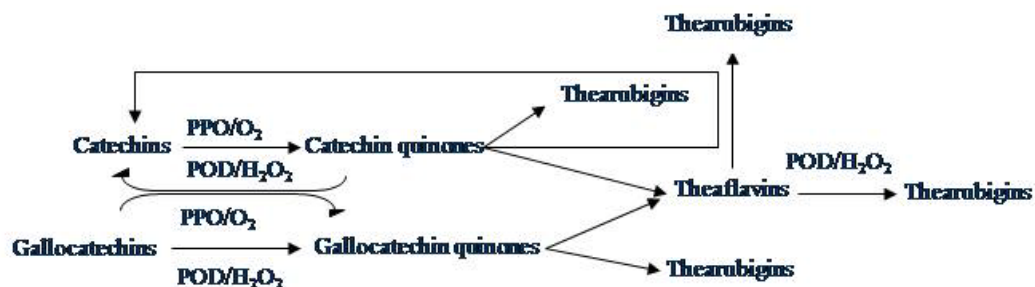 Thearubigins
Thearubigins
PPO/O₂
Catechins
Catechin quinones
POD/H₂O₂
POD/H₂O₂
Theaflavins
Thearubigins
PPO/O₂
Gallocatechins
Gallocatechin quinones
POD/H₂O₂
Thearubigins